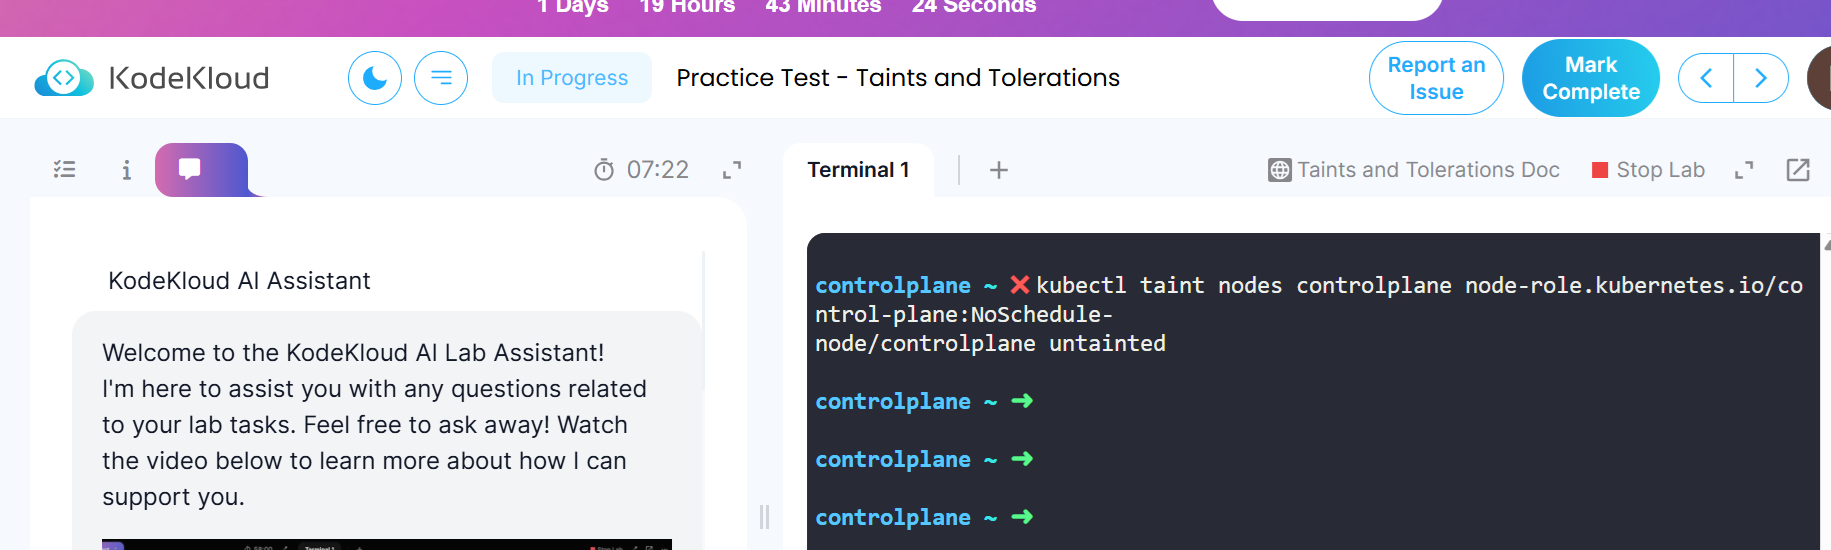 1 Days 19 Hours 43 Minutes 24 Seconds
KodeKloud
In Progress
Practice Test - Taints and Tolerations
Report an
Issue
Mark
Complete
07:22
Terminal 1
Taints and Tolerations Doc
Stop Lab
KodeKloud AI Assistant
Welcome to the KodeKloud AI Lab Assistant!
I'm here to assist you with any questions related
to your lab tasks. Feel free to ask away! Watch
the video below to learn more about how I can
support you.
controlplane ~ ❌ kubectl taint nodes controlplane node-role.kubernetes.io/co
ntrol-plane:NoSchedule-
node/controlplane untainted
controlplane ~ ➜
controlplane ~ ➜
controlplane ~ ➜